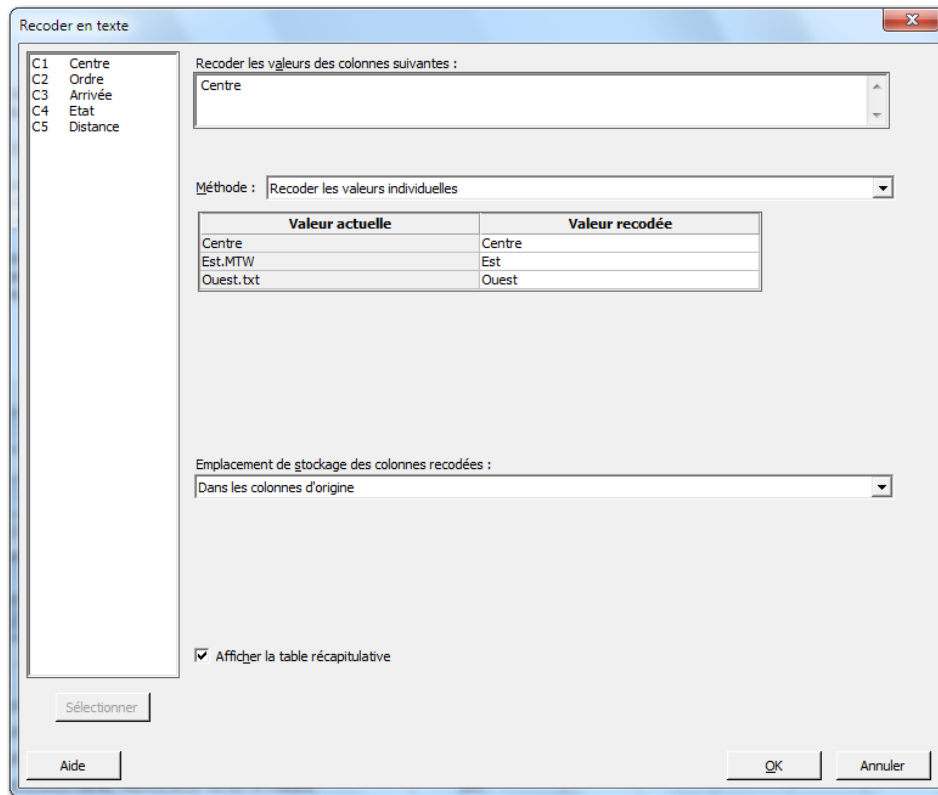 Recoder en texte
C1 Centre
C2 Ordre
C3 Arrivée
C4 Etat
C5 Distance
Recoder les valeurs des colonnes suivantes :
Centre
Méthode : Recoder les valeurs individuelles
Valeur actuelle Valeur recodée
Centre Centre
Est.MTW Est
Ouest.txt Ouest
Emplacement de stockage des colonnes recodées :
Dans les colonnes d'origine
Afficher la table récapitulative
Sélectionner
Aide OK Annuler